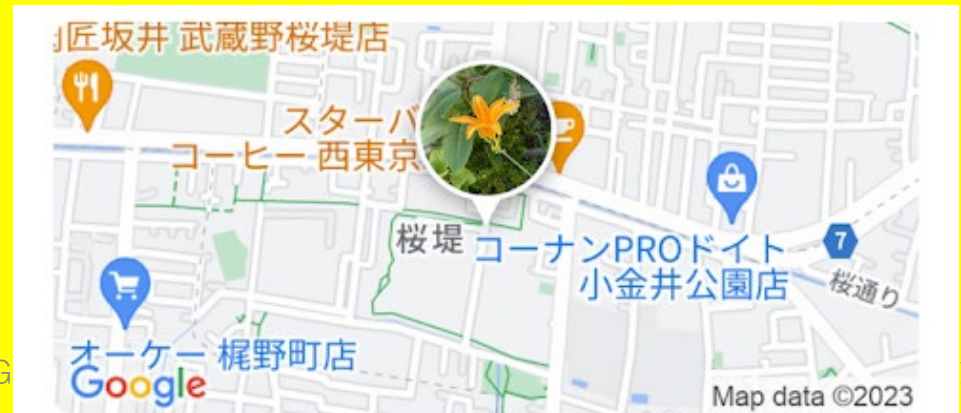 匠坂井 武蔵野桜堤店
スターバ
コーヒー 西東京
桜堤
コーナンPROドイト
小金井公園店
7
桜通り
オーケー 梶野町店
G
Google
Map data ©2023